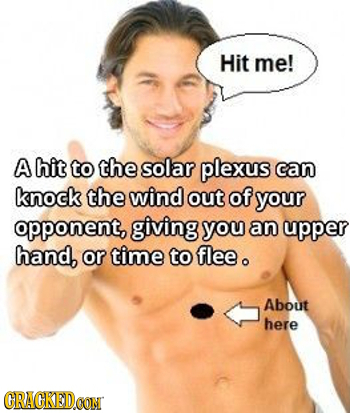 Hit me!
A hit to the solar plexus can
knock the wind out of your
opponent, giving you an upper
hand, or time to flee.
About
here
CRACKED.COM